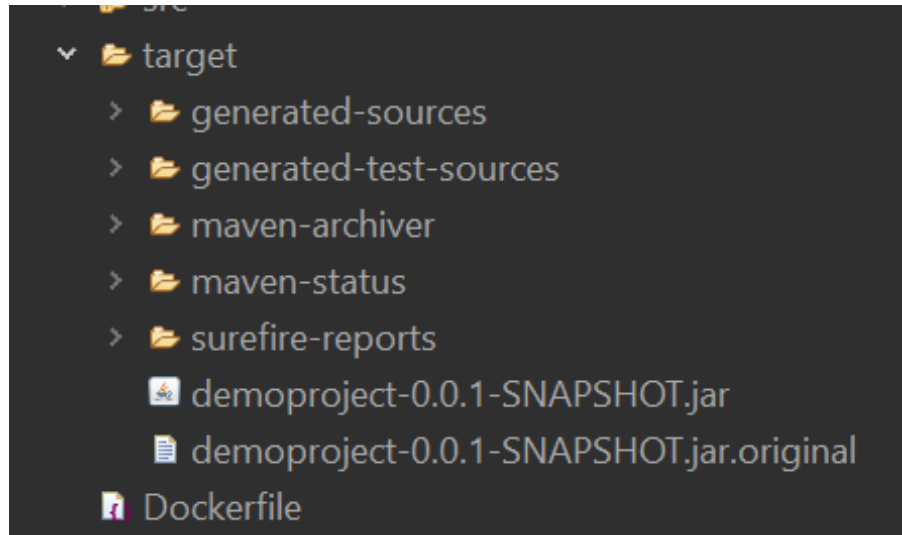 src
target
generated-sources
generated-test-sources
maven-archiver
maven-status
surefire-reports
demoproject-0.0.1-SNAPSHOT.jar
demoproject-0.0.1-SNAPSHOT.jar.original
Dockerfile